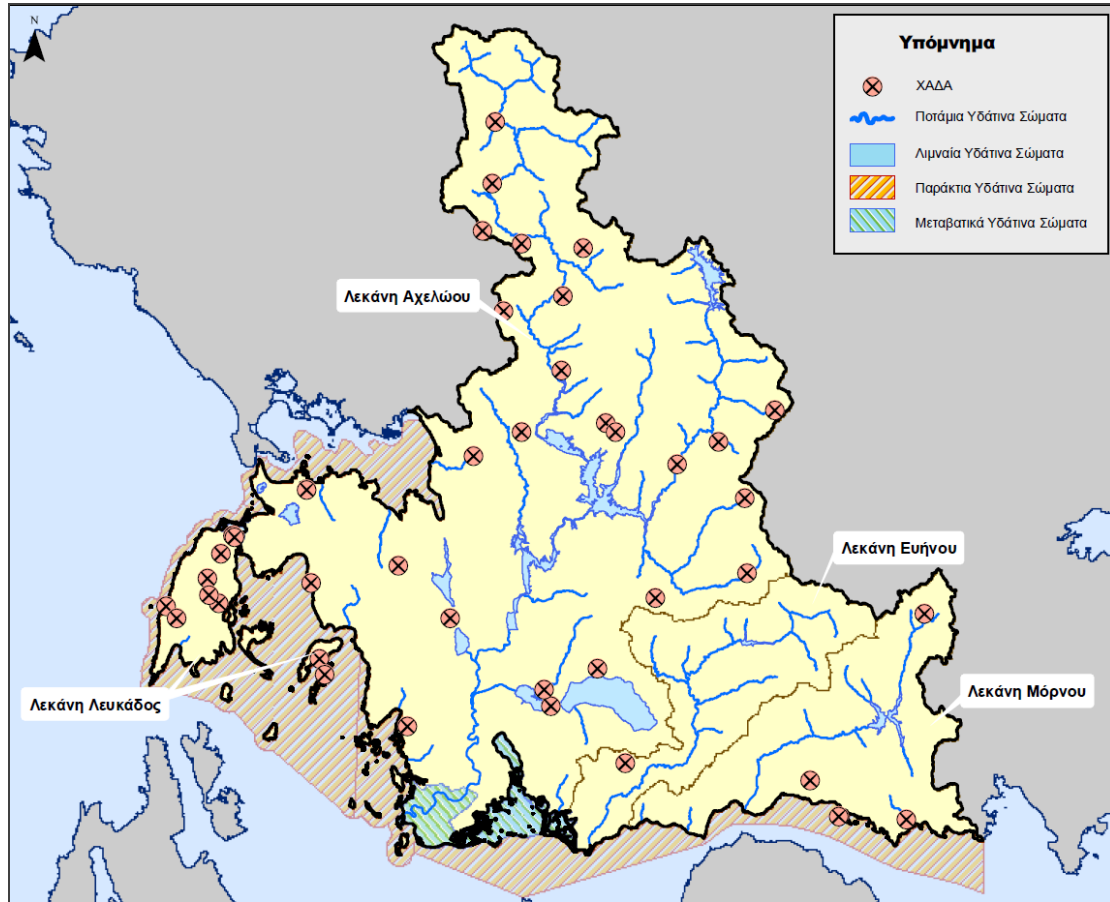 N
Υπόμνημα
ΧΑΔΑ
Ποτάμια Υδάτινα Σώματα
Λιμναία Υδάτινα Σώματα
Παράκτια Υδάτινα Σώματα
Μεταβατικά Υδάτινα Σώματα
Λεκάνη Αχελώου
Λεκάνη Ευήνου
Λεκάνη Μόρνου
Λεκάνη Λευκάδος